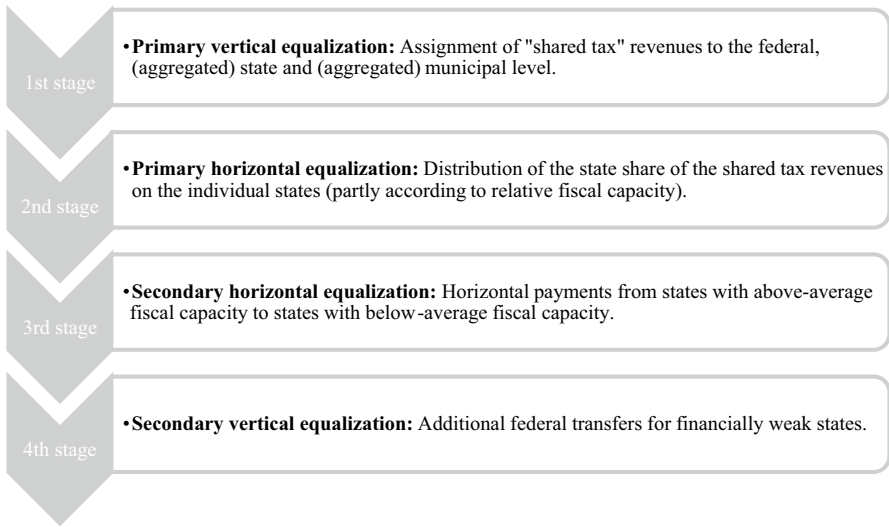 1st stage
•Primary vertical equalization: Assignment of "shared tax" revenues to the federal,
(aggregated) state and (aggregated) municipal level.
2nd stage
•Primary horizontal equalization: Distribution of the state share of the shared tax revenues
on the individual states (partly according to relative fiscal capacity).
3rd stage
•Secondary horizontal equalization: Horizontal payments from states with above-average
fiscal capacity to states with below-average fiscal capacity.
4th stage
•Secondary vertical equalization: Additional federal transfers for financially weak states.